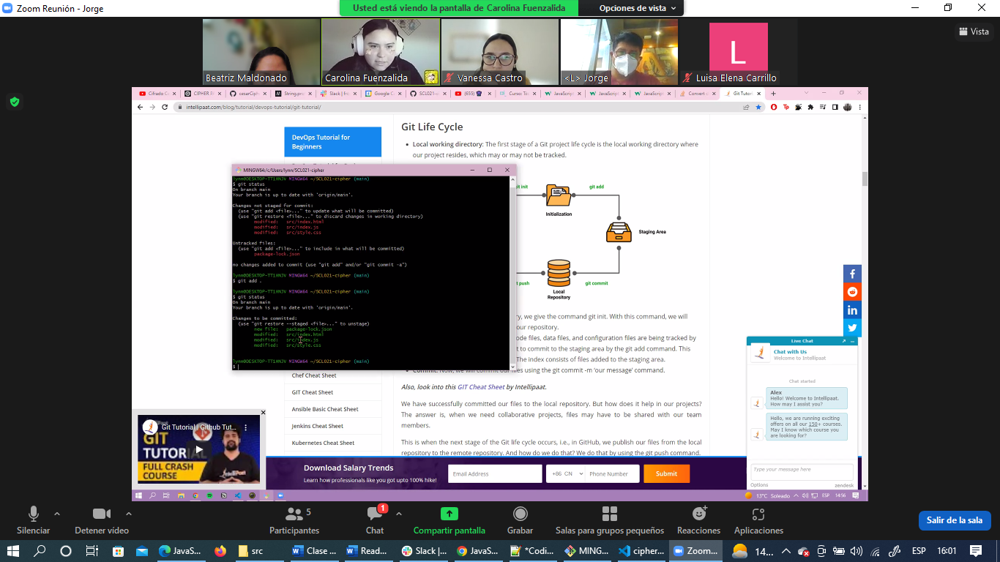 Zoom Reunión - Jorge
Usted está viendo la pantalla de Carolina Fuenzalida
Opciones de vista
Vista
Beatriz Maldonado
Carolina Fuenzalida
Vanessa Castro
<L> Jorge
L
Luisa Elena Carrillo
Cifrado C
CIPHER P
cesarCiph
String.pro
Slack | fr
Google C
SCL021-c
(655)
Curso: Te
JavaScript
JavaScript
JavaScript
Convert
Git Tutori
intellipaat.com/blog/tutorial/devops-tutorial/git-tutorial/
DevOps Tutorial for
Beginners
Git Life Cycle
Local working directory: The first stage of a Git project life cycle is the local working directory where
our project resides, which may or may not be tracked.
MINGW64:/c/Users/lynn/SCL021-cipher
lynn@DESKTOP-TT1HNJV MINGW64 ~/SCL021-cipher (main)
$ git status
On branch main
Your branch is up to date with 'origin/main'.
Changes not staged for commit:
(use "git add <file>..." to update what will be committed)
(use "git restore <file>..." to discard changes in working directory)
modified: src/index.html
modified: src/index.js
modified: src/style.css
Untracked files:
(use "git add <file>..." to include in what will be committed)
package-lock.json
no changes added to commit (use "git add" and/or "git commit -a")
lynn@DESKTOP-TT1HNJV MINGW64 ~/SCL021-cipher (main)
$ git add .
lynn@DESKTOP-TT1HNJV MINGW64 ~/SCL021-cipher (main)
$ git status
On branch main
Your branch is up to date with 'origin/main'.
Changes to be committed:
(use "git restore --staged <file>..." to unstage)
new file: package-lock.json
modified: src/index.html
modified: src/index.js
modified: src/style.css
lynn@DESKTOP-TT1HNJV MINGW64 ~/SCL021-cipher (main)
$
it init
git add
Initialization
Staging Area
push
git commit
Local
Repository
ry, we give the command git init. With this command, we will
our repository.
ode files, data files, and configuration files are being tracked by
t to commit to the staging area by the git add command. This
The index consists of files added to the staging area.
Commit: Now, we will commit our files using the git commit -m 'our message' command.
Chef Cheat Sheet
GIT Cheat Sheet
Ansible Basic Cheat Sheet
Jenkins Cheat Sheet
Kubernetes Cheat Sheet
Also, look into this GIT Cheat Sheet by Intellipaat.
We have successfully committed our files to the local repository. But how does it help in our projects?
The answer is, when we need collaborative projects, files may have to be shared with our team
members.
This is when the next stage of the Git life cycle occurs, i.e., in GitHub, we publish our files from the local
repository to the remote repository. And how do we do that? We do that by using the git push command.
Live Chat
Chat with Us
Welcome to Intellipaat
Chat started
Alex
Hello! Welcome to Intellipaat.
How may I assist you?
Hello, we are running exciting
offers on all our 150+ courses.
May I know which course you
are looking for?
Type your message here
Options
zendesk
Git Tutorial | Github Tut...
GIT
TUTORIAL
FULL CRASH
COURSE
Download Salary Trends
Learn how professionals like you got upto 100% hike!
Email Address
+86 CN
Phone Number
Submit
13°C Soleado
ESP
14:56
Silenciar
Detener vídeo
5
Participantes
1
Chat
Compartir pantalla
Grabar
Salas para grupos pequeños
Reacciones
Aplicaciones
Salir de la sala
JavaS...
src
Clase ...
Read...
Slack |...
JavaS...
*Codi...
MING...
cipher...
Zoom...
14...
ESP
16:01